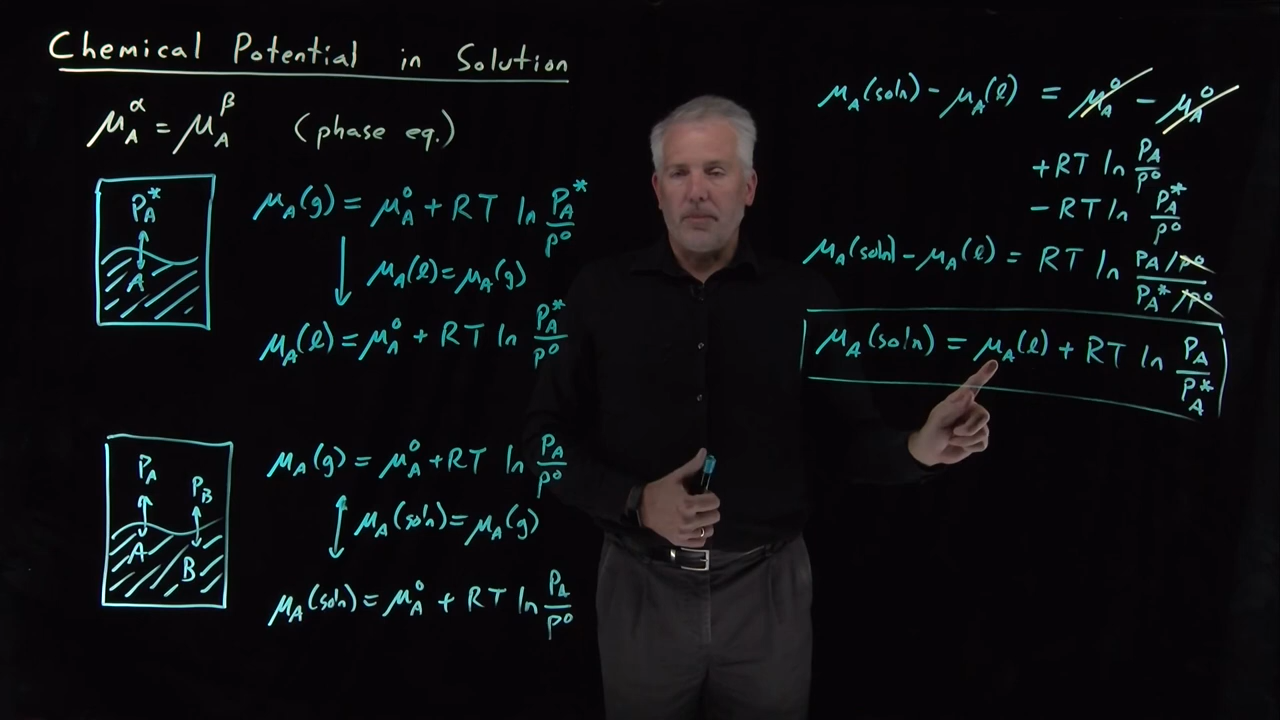 Chemical Potential in Solution
μ_A^α = μ_A^β (phase eq.)
P_A*
A
μ_A(g) = μ_A^o + RT ln P_A*/P^o
μ_A(l) = μ_A(g)
μ_A(l) = μ_A^o + RT ln P_A*/P^o
P_A
P_B
A
B
μ_A(g) = μ_A^o + RT ln P_A/P^o
μ_A(soln) = μ_A(g)
μ_A(soln) = μ_A^o + RT ln P_A/P^o
μ_A(soln) - μ_A(l) = μ_A^o - μ_A^o
+ RT ln P_A/P^o
- RT ln P_A*/P^o
μ_A(soln) - μ_A(l) = RT ln (P_A/P^o)/(P_A*/P^o)
μ_A(soln) = μ_A(l) + RT ln P_A/P_A*